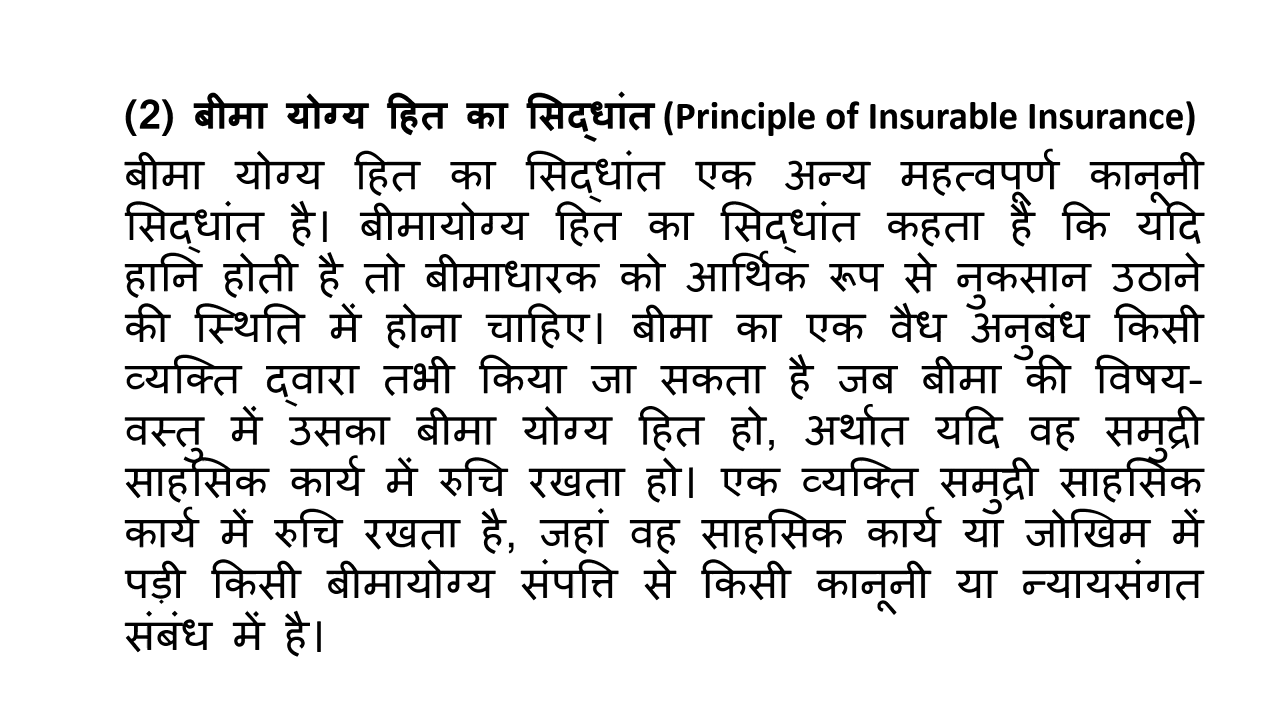 (2) बीमा योग्य हित का सिद्धांत (Principle of Insurable Insurance)
बीमा योग्य हित का सिद्धांत एक अन्य महत्वपूर्ण कानूनी
सिद्धांत है। बीमायोग्य हित का सिद्धांत कहता है कि यदि
हानि होती है तो बीमाधारक को आर्थिक रूप से नुकसान उठाने
की स्थिति में होना चाहिए। बीमा का एक वैध अनुबंध किसी
व्यक्ति द्वारा तभी किया जा सकता है जब बीमा की विषय-
वस्तु में उसका बीमा योग्य हित हो, अर्थात यदि वह समुद्री
साहसिक कार्य में रुचि रखता हो। एक व्यक्ति समुद्री साहसिक
कार्य में रुचि रखता है, जहां वह साहसिक कार्य या जोखिम में
पड़ी किसी बीमायोग्य संपत्ति से किसी कानूनी या न्यायसंगत
संबंध में है।